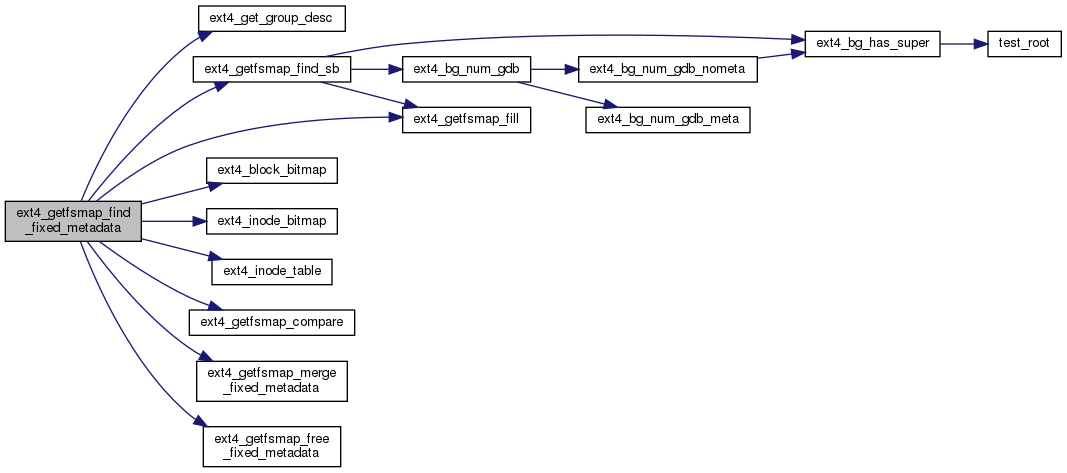 ext4_get_group_desc
ext4_getfsmap_find_sb
ext4_bg_has_super
test_root
ext4_bg_num_gdb
ext4_bg_num_gdb_nometa
ext4_getfsmap_fill
ext4_bg_num_gdb_meta
ext4_block_bitmap
ext4_getfsmap_find
_fixed_metadata
ext4_inode_bitmap
ext4_inode_table
ext4_getfsmap_compare
ext4_getfsmap_merge
_fixed_metadata
ext4_getfsmap_free
_fixed_metadata